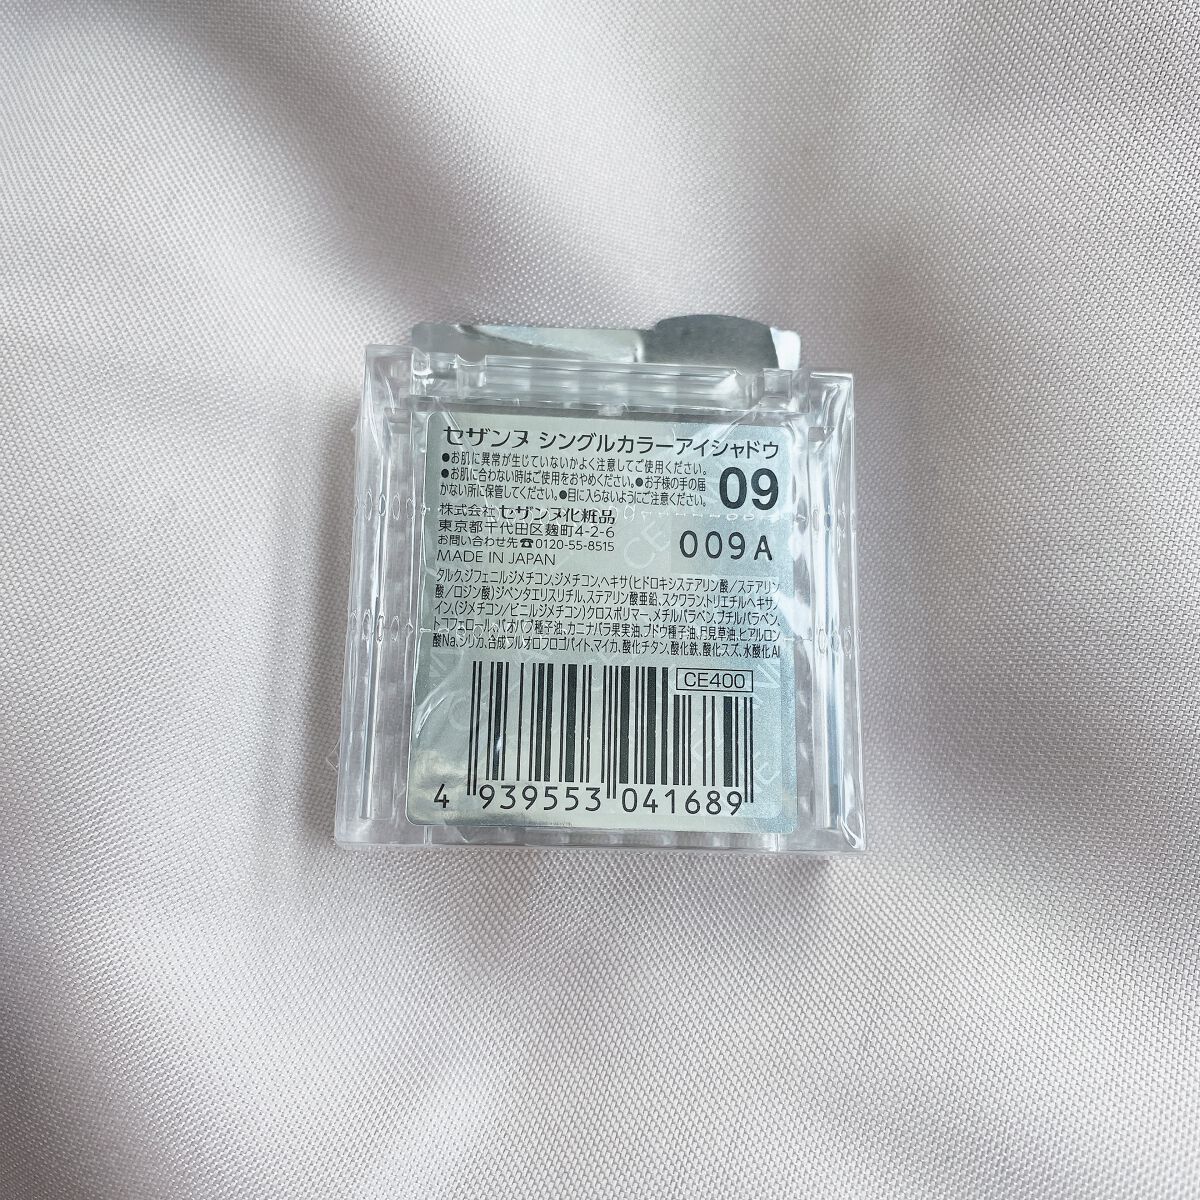 セザンヌ シングルカラーアイシャドウ
●お肌に異常が生じていないかよく注意してご使用ください。
●お肌に合わない時はご使用をおやめください。●お子様の手の届
かない所に保管してください。●目に入らないようにご注意ください。
09
株式会社 セザンヌ化粧品
東京都千代田区麹町4-2-6
お問い合わせ先☎0120-55-8515
MADE IN JAPAN
009A
タルク、ジフェニルジメチコン、ジメチコン、ヘキサ(ヒドロキシステアリン酸/ステアリン
酸/ロジン酸)ジペンタエリスリチル、ステアリン酸亜鉛、スクワラン、トリエチルヘキサノ
イン、(ジメチコン/ビニルジメチコン)クロスポリマー、メチルパラベン、ブチルパラベン、
トコフェロール、バオバブ種子油、カニナバラ果実油、ブドウ種子油、月見草油、ヒアルロン
酸Na、シリカ、合成フルオロフロゴパイト、マイカ、酸化チタン、酸化鉄、酸化スズ、水酸化Al
CE400
4 939553 041689